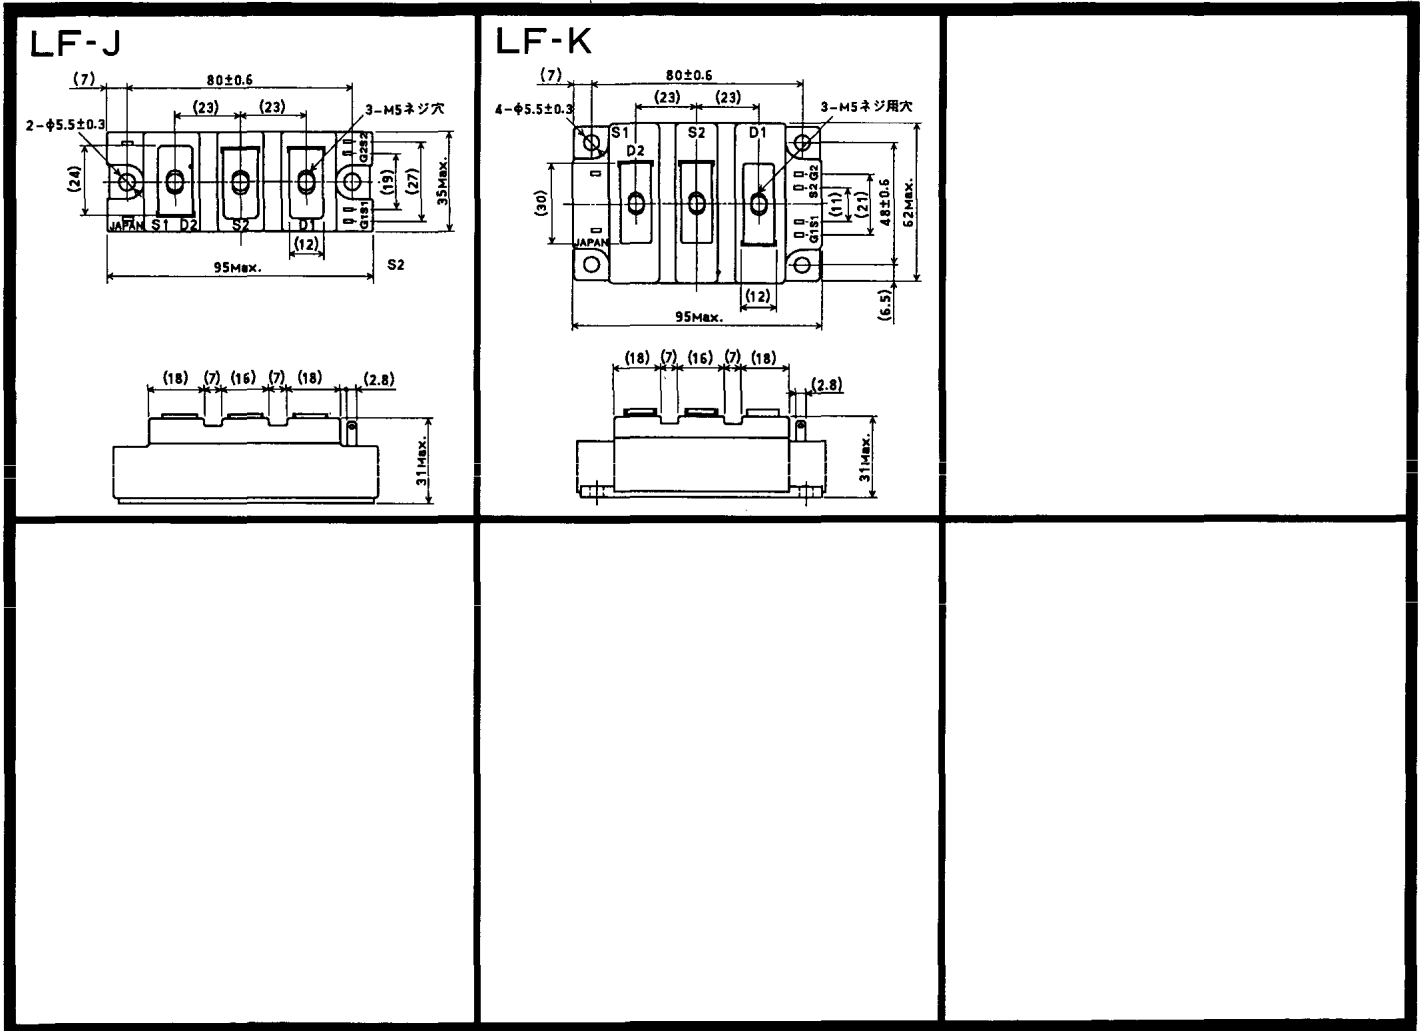 LF-J
(7) 80±0.6
(23) (23)
3-M5ネジ穴
2-φ5.5±0.3
(24)
G2S2
(19)
(27)
35Max.
G1S1
JAPAN S1 D2 S2 D1
(12)
95Max.
S2
(18) (7) (16) (7) (18) (2.8)
31Max.
LF-K
(7) 80±0.6
(23) (23)
4-φ5.5±0.3
3-M5ネジ用穴
S1 S2 D1
D2
(30)
S2 G2
(11)
(21)
48±0.6
62Max.
G1S1
JAPAN
(12)
(6.5)
95Max.
(18) (7) (16) (7) (18)
(2.8)
31Max.